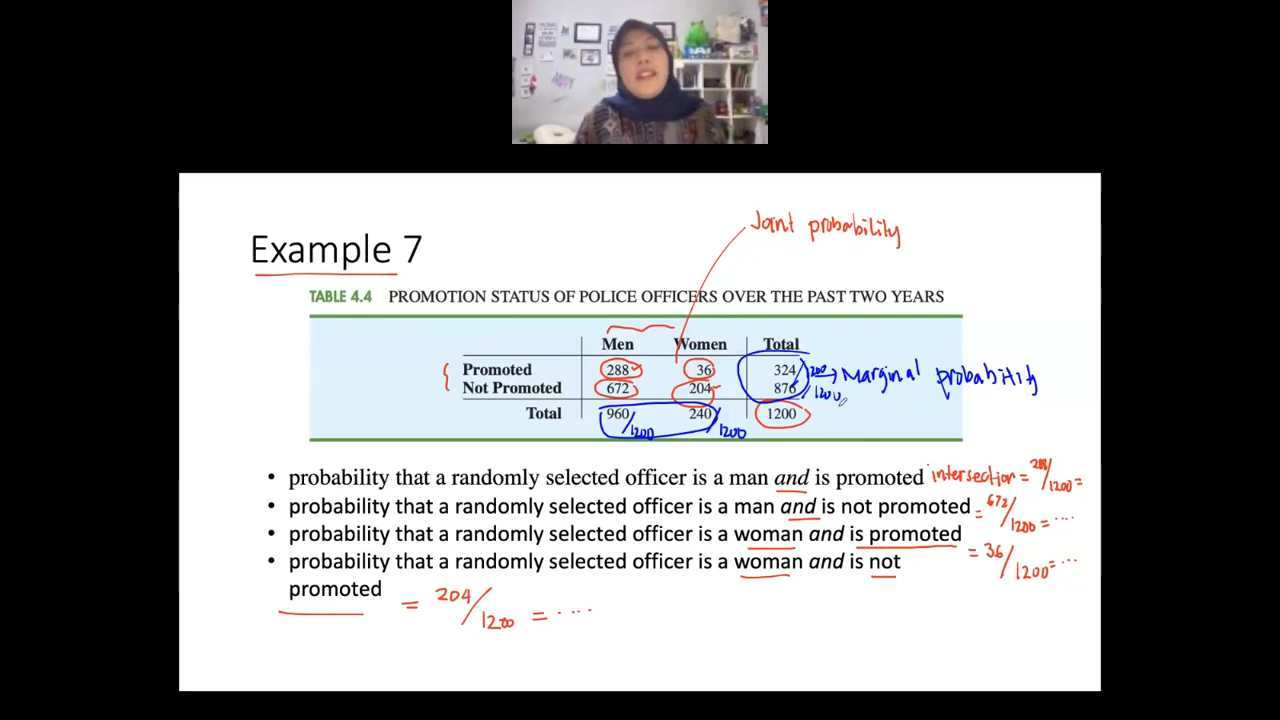 Joint probability
Example 7
TABLE 4.4 PROMOTION STATUS OF POLICE OFFICERS OVER THE PAST TWO YEARS
Men Women Total
Promoted 288 36 324 /1200 → Marginal probability
Not Promoted 672 204 876 /1200
Total 960 /1200 240 /1200 1200
• probability that a randomly selected officer is a man and is promoted intersection = 288/1200 =
• probability that a randomly selected officer is a man and is not promoted = 672/1200 = ....
• probability that a randomly selected officer is a woman and is promoted = 36/1200 = ...
• probability that a randomly selected officer is a woman and is not
promoted = 204/1200 = ....